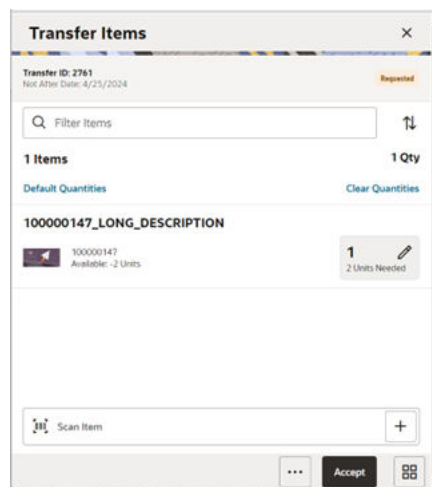 Transfer Items
Transfer ID: 2761
Not After Date: 4/25/2024
Requested
Filter Items
1 Items
1 Qty
Default Quantities
Clear Quantities
100000147_LONG_DESCRIPTION
100000147
Available: -2 Units
1
2 Units Needed
Scan Item
Accept